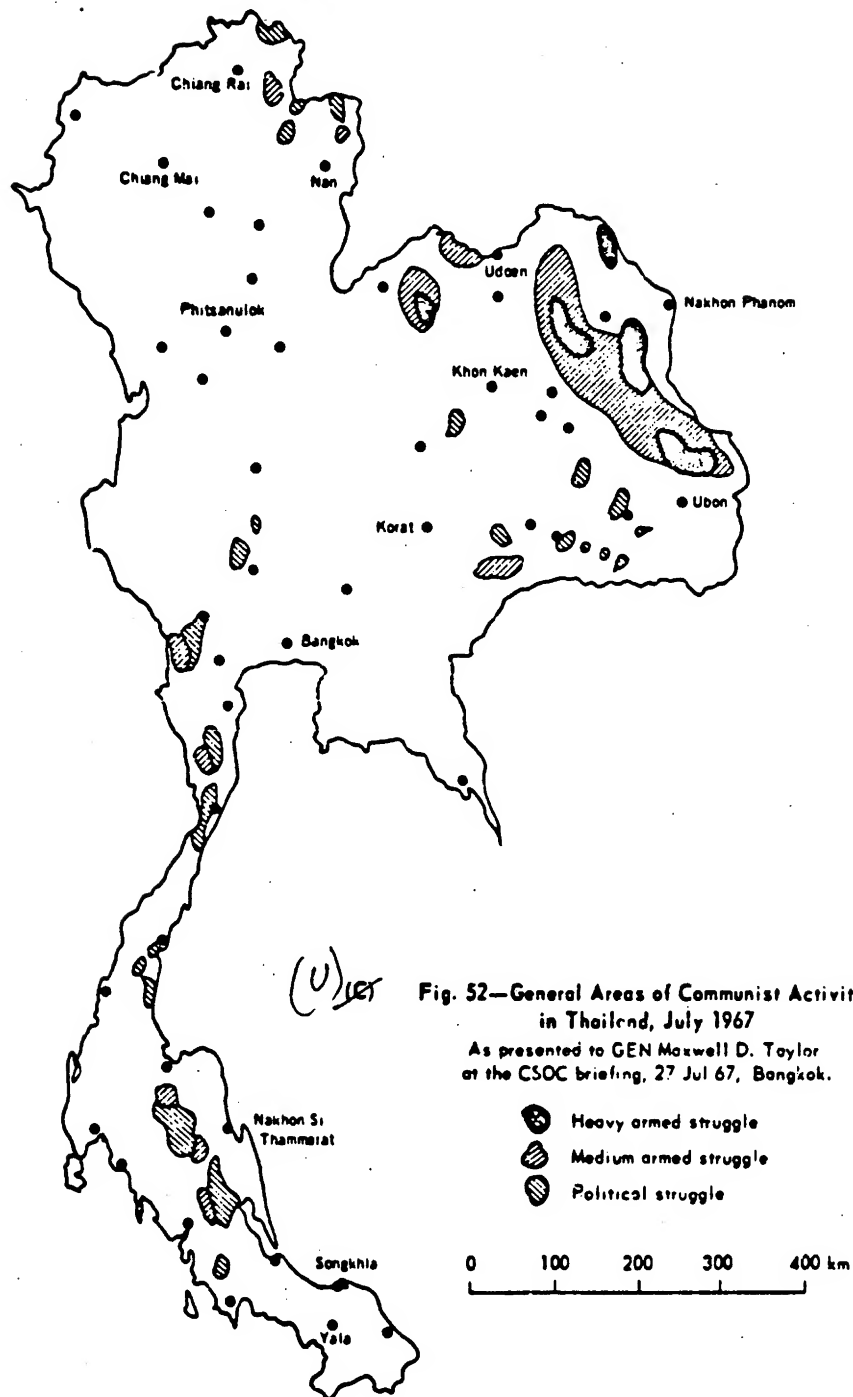 Chiang Rai
Chiang Mai
Nan
Udorn
Nakhon Phanom
Phitsanulok
Khon Kaen
Ubon
Korat
Bangkok
(U)
Fig. 52—General Areas of Communist Activit
in Thailand, July 1967
As presented to GEN Maxwell D. Taylor
at the CSOC briefing, 27 Jul 67, Bangkok.
Nakhon Si
Thammarat
Heavy armed struggle
Medium armed struggle
Political struggle
Songkhla
0 100 200 300 400 km
Yala